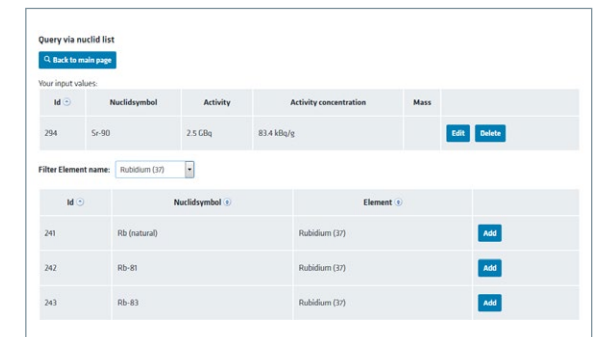 Query via nuclid list
Back to main page
Your input values:
Id Nuclidsymbol Activity Activity concentration Mass
294 Sr-90 2.5 GBq 83.4 kBq/g Edit Delete
Filter Element name: Rubidium (37)
Id Nuclidsymbol Element
241 Rb (natural) Rubidium (37) Add
242 Rb-81 Rubidium (37) Add
243 Rb-83 Rubidium (37) Add